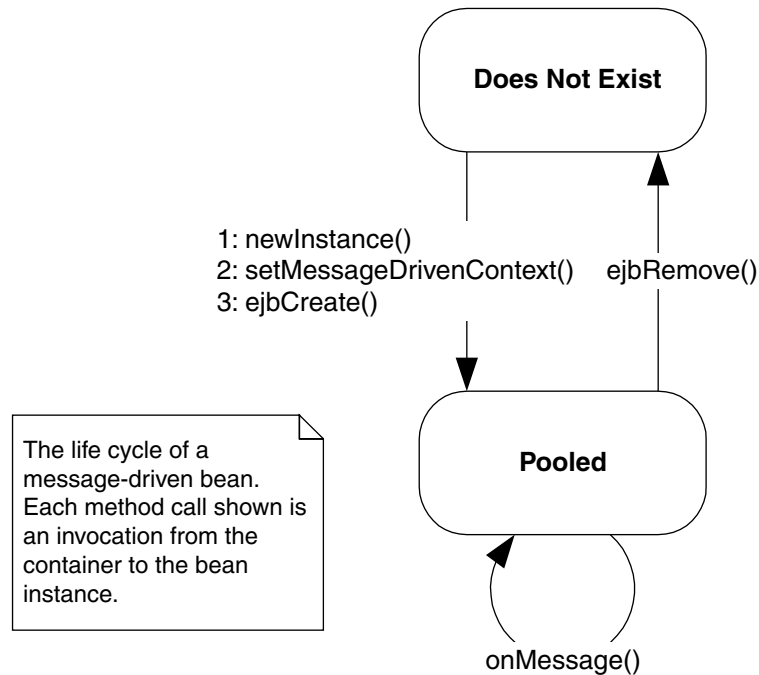 Does Not Exist
1: newInstance()
2: setMessageDrivenContext()
3: ejbCreate()
ejbRemove()
Pooled
The life cycle of a
message-driven bean.
Each method call shown is
an invocation from the
container to the bean
instance.
onMessage()